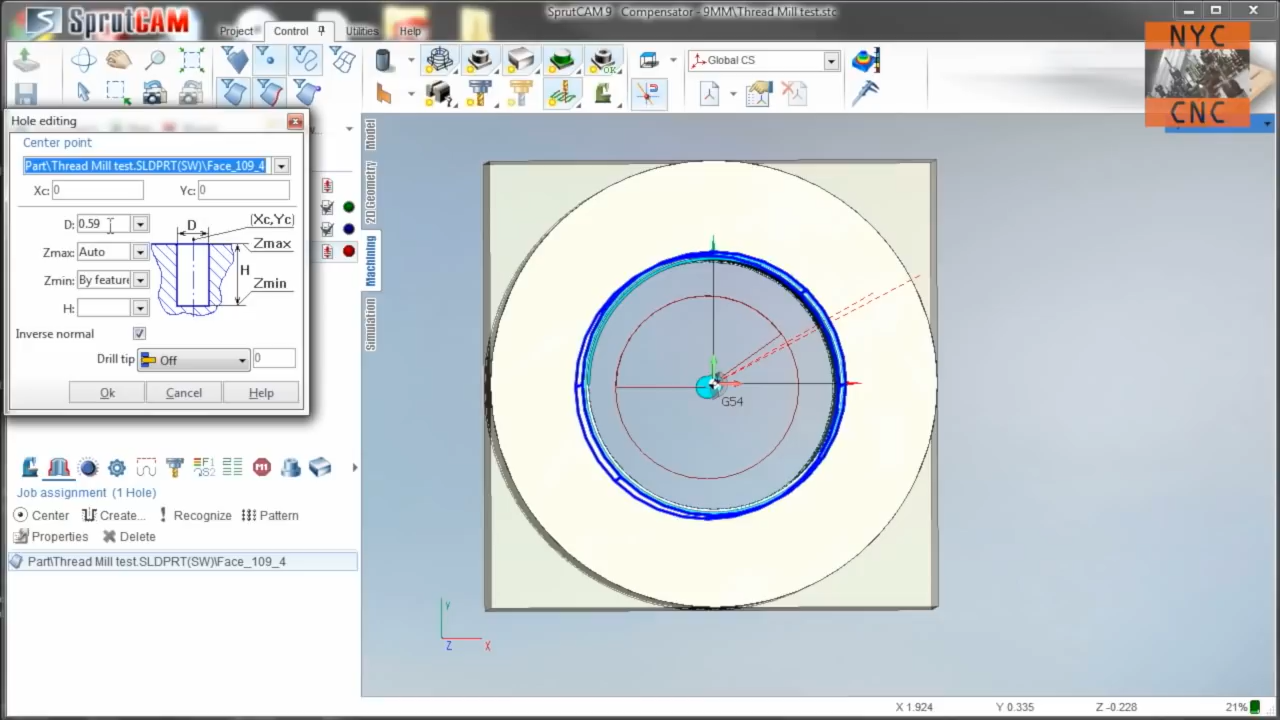 SprutCAM
SprutCAM 9 Compensator - 9MM\Thread Mill test.stc
Project
Control
Utilities
Help
Global CS
NYC
CNC
Hole editing
Center point
Part\Thread Mill test.SLDPRT(SW)\Face_109_4
Xc: 0
Yc: 0
D: 0.59
Zmax: Auto
Zmin: By feature
H:
D
(Xc,Yc)
Zmax
H
Zmin
Inverse normal
Drill tip
Off
0
Ok
Cancel
Help
Model
2D Geometry
Machining
Simulation
Job assignment (1 Hole)
Center
Create...
Recognize
Pattern
Properties
Delete
Part\Thread Mill test.SLDPRT(SW)\Face_109_4
G54
Y
Z
X
X 1.924
Y 0.335
Z -0.228
21%